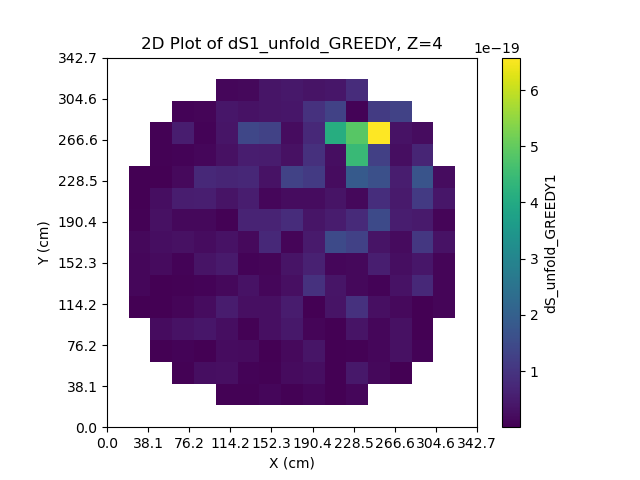 2D Plot of dS1_unfold_GREEDY, Z=4
1e−19
342.7
304.6
266.6
228.5
190.4
152.3
114.2
76.2
38.1
0.0
Y (cm)
0.0 38.1 76.2 114.2 152.3 190.4 228.5 266.6 304.6 342.7
X (cm)
6
5
4
3
2
1
dS_unfold_GREEDY1